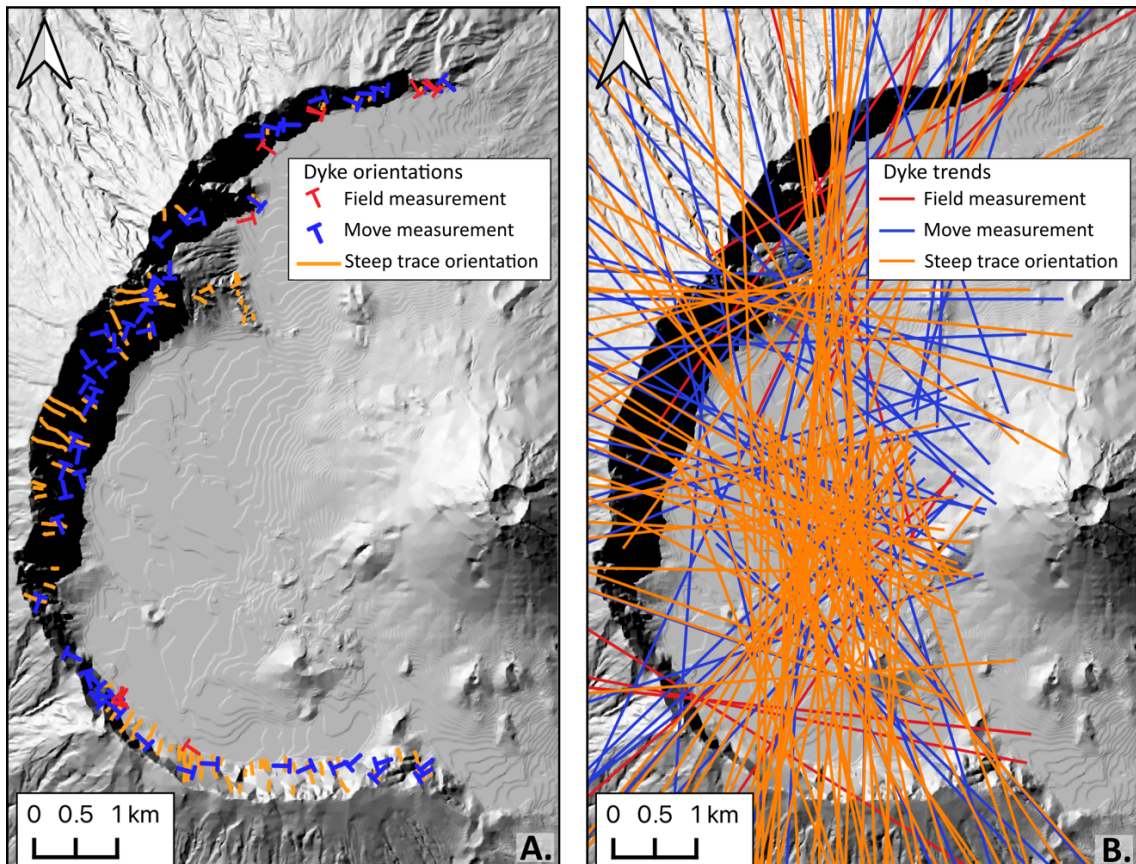 Dyke orientations
Field measurement
Move measurement
Steep trace orientation
0 0.5 1 km
A.
Dyke trends
Field measurement
Move measurement
Steep trace orientation
0 0.5 1 km
B.